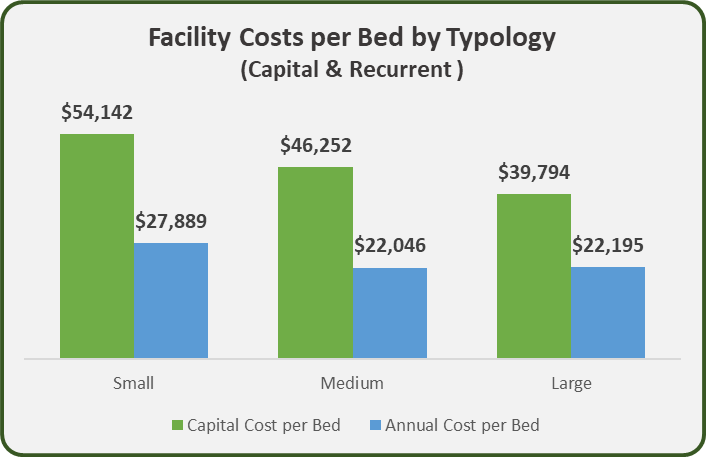 Facility Costs per Bed by Typology
(Capital & Recurrent )
$54,142
$27,889
$46,252
$22,046
$39,794
$22,195
Small
Medium
Large
Capital Cost per Bed
Annual Cost per Bed